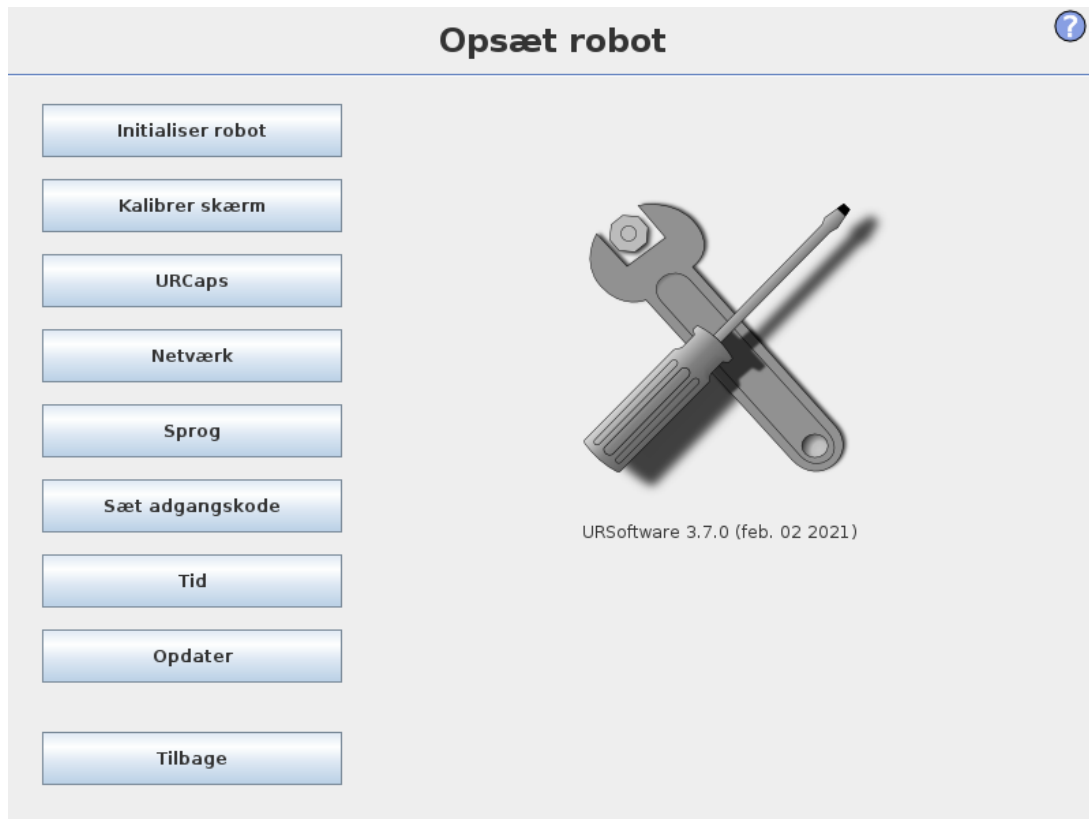 Opsæt robot
?
Initialiser robot
Kalibrer skærm
URCaps
Netværk
Sprog
Sæt adgangskode
Tid
Opdater
Tilbage
URSoftware 3.7.0 (feb. 02 2021)